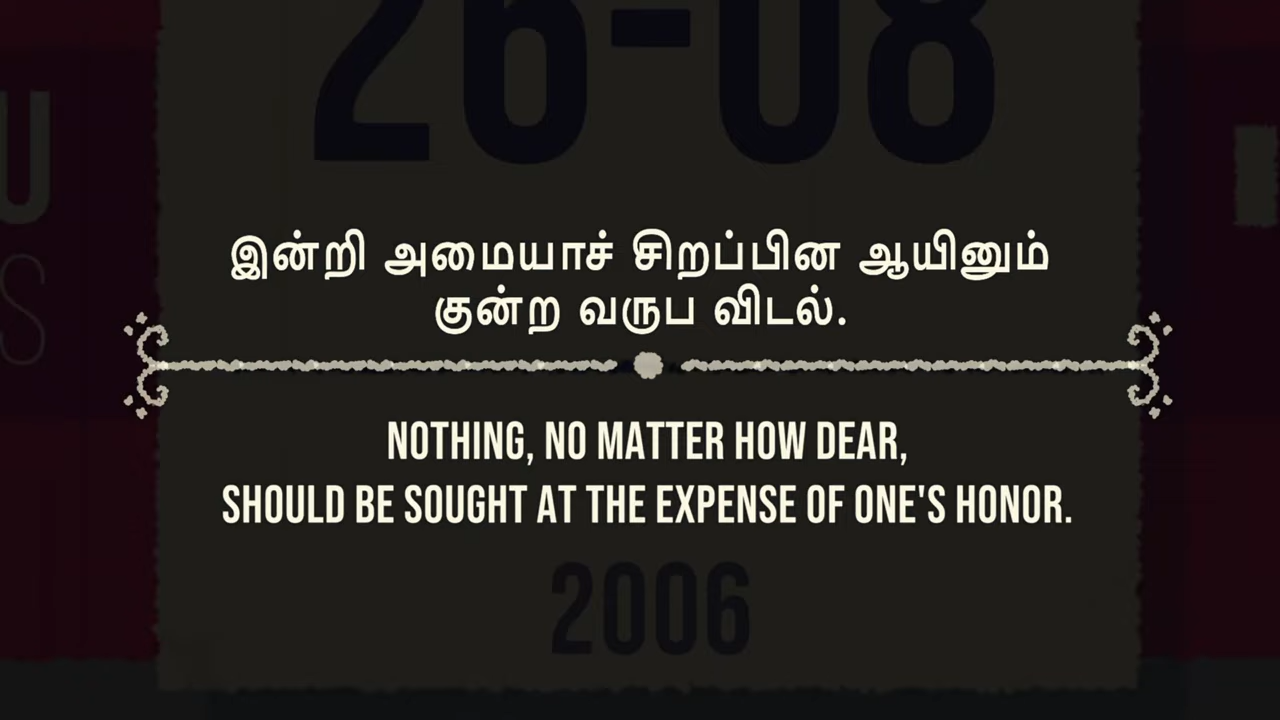 26-08
U
S
இன்றி அமையாச் சிறப்பின ஆயினும்
குன்ற வருப விடல்.
NOTHING, NO MATTER HOW DEAR,
SHOULD BE SOUGHT AT THE EXPENSE OF ONE'S HONOR.
2006